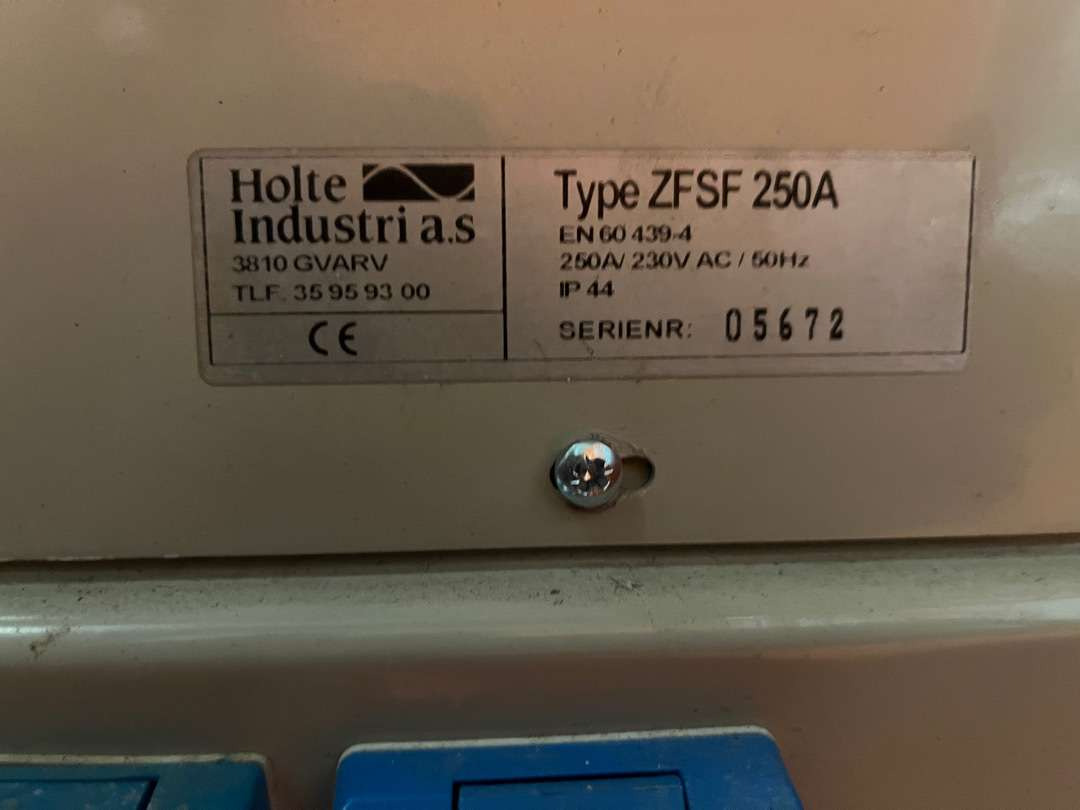 Holte
Industri a.s
3810 GVARV
TLF. 35 95 93 00
CE
Type ZFSF 250A
EN 60 439-4
250A/ 230V AC / 50Hz
IP 44
SERIENR: 05672